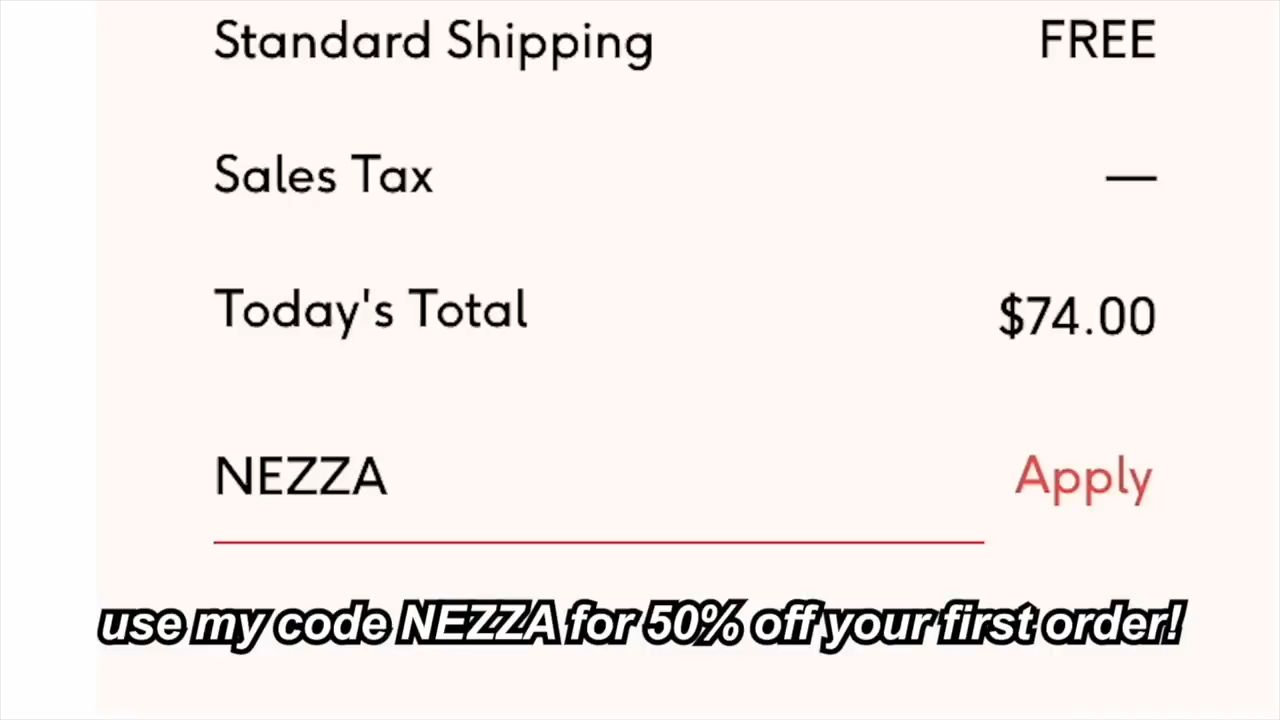 Standard Shipping FREE
Sales Tax —
Today's Total $74.00
NEZZA Apply
use my code NEZZA for 50% off your first order!